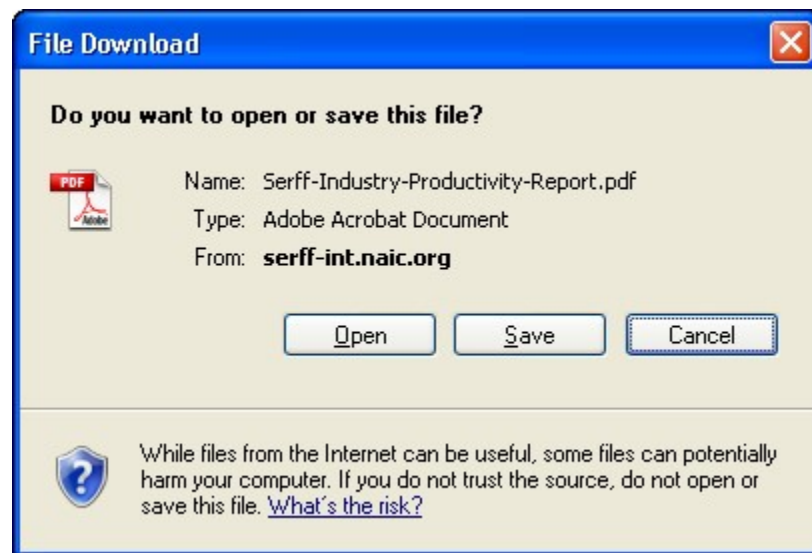 File Download
Do you want to open or save this file?
PDF
Adobe
Name: Serff-Industry-Productivity-Report.pdf
Type: Adobe Acrobat Document
From: serff-int.naic.org
Open Save Cancel
?
While files from the Internet can be useful, some files can potentially
harm your computer. If you do not trust the source, do not open or
save this file. What's the risk?